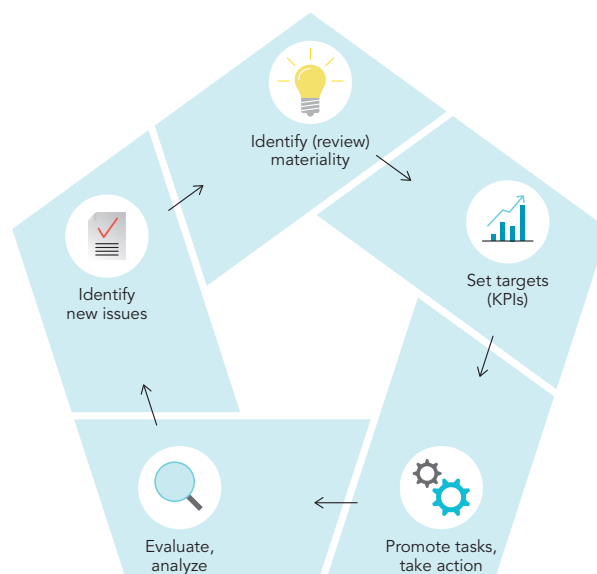 Identify (review)
materiality
Set targets
(KPIs)
Identify
new issues
Evaluate,
analyze
Promote tasks,
take action